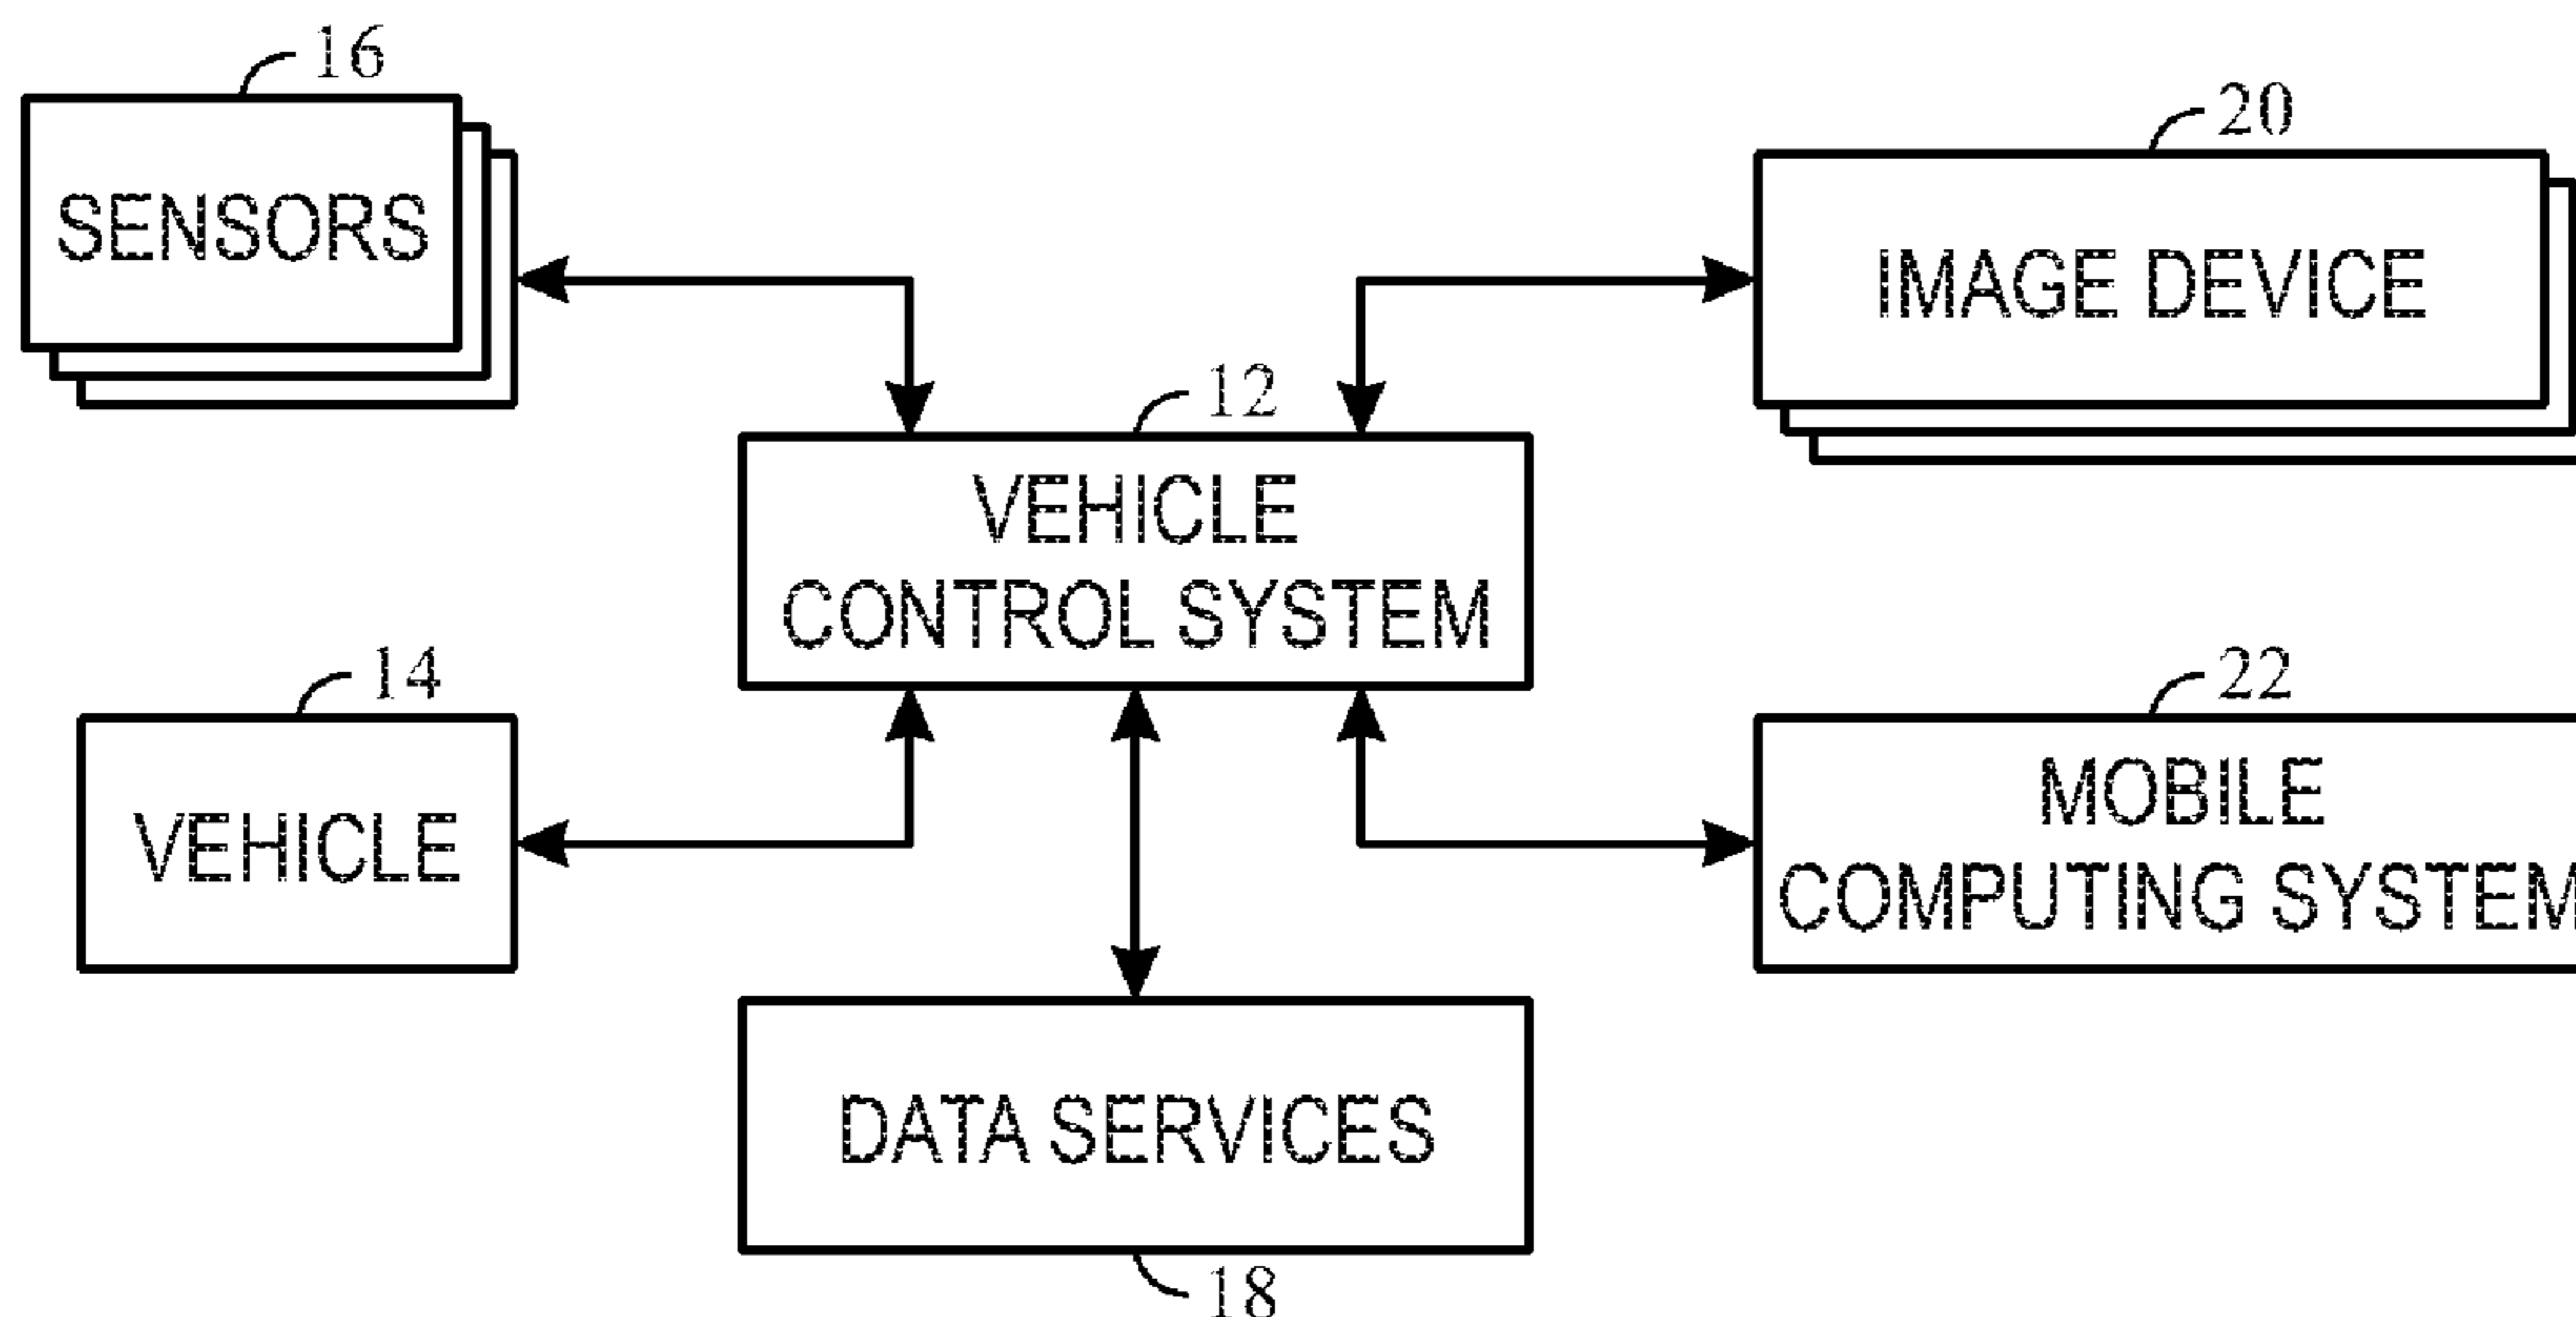 16
SENSORS
20
IMAGE DEVICE
12
VEHICLE
CONTROL SYSTEM
14
VEHICLE
22
MOBILE
COMPUTING SYSTEM
DATA SERVICES
18